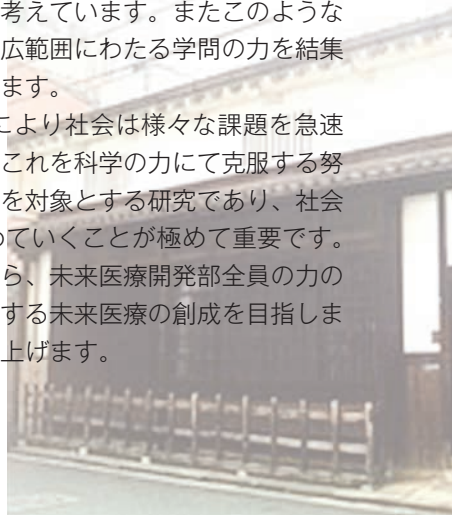 考えています。またこのような
広範囲にわたる学問の力を結集
ます。
により社会は様々な課題を急速
これを科学の力にて克服する努
を対象とする研究であり、社会
めていくことが極めて重要です。
ら、未来医療開発部全員の力の
する未来医療の創成を目指しま
上げます。